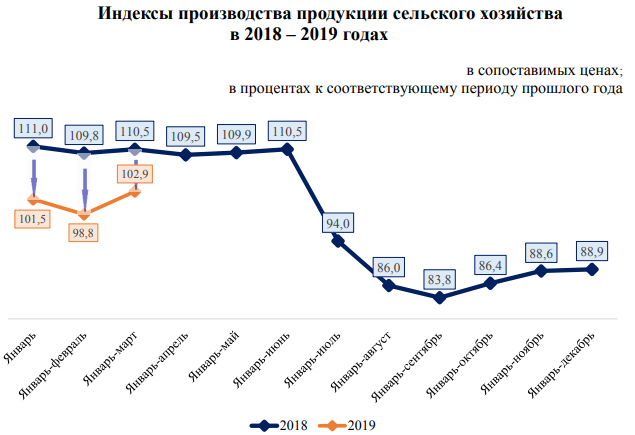 Индексы производства продукции сельского хозяйства
в 2018 – 2019 годах
в сопоставимых ценах;
в процентах к соответствующему периоду прошлого года
111,0
109,8
110,5
109,5
109,9
110,5
94,0
86,0
83,8
86,4
88,6
88,9
101,5
98,8
102,9
Январь
Январь-февраль
Январь-март
Январь-апрель
Январь-май
Январь-июнь
Январь-июль
Январь-август
Январь-сентябрь
Январь-октябрь
Январь-ноябрь
Январь-декабрь
2018
2019